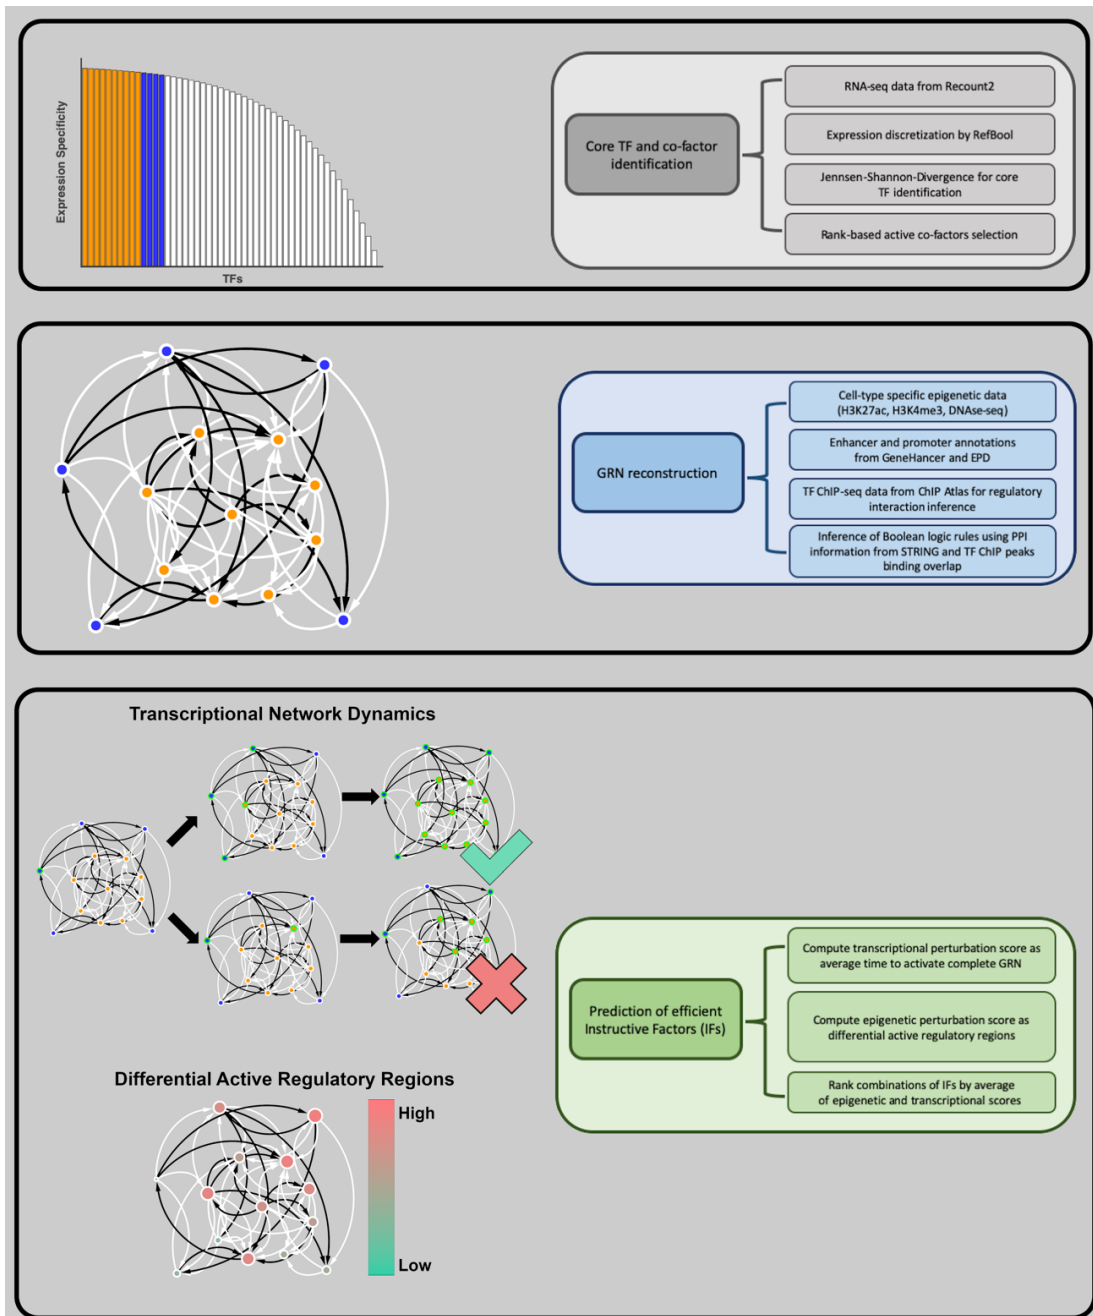 Expression Specificity
TFs
Core TF and co-factor
identification
RNA-seq data from Recount2
Expression discretization by RefBool
Jennsen-Shannon-Divergence for core
TF identification
Rank-based active co-factors selection
GRN reconstruction
Cell-type specific epigenetic data
(H3K27ac, H3K4me3, DNAse-seq)
Enhancer and promoter annotations
from GeneHancer and EPD
TF ChIP-seq data from ChIP Atlas for regulatory
interaction inference
Inference of Boolean logic rules using PPI
information from STRING and TF ChIP peaks
binding overlap
Transcriptional Network Dynamics
Differential Active Regulatory Regions
High
Low
Prediction of efficient
Instructive Factors (IFs)
Compute transcriptional perturbation score as
average time to activate complete GRN
Compute epigenetic perturbation score as
differential active regulatory regions
Rank combinations of IFs by average
of epigenetic and transcriptional scores